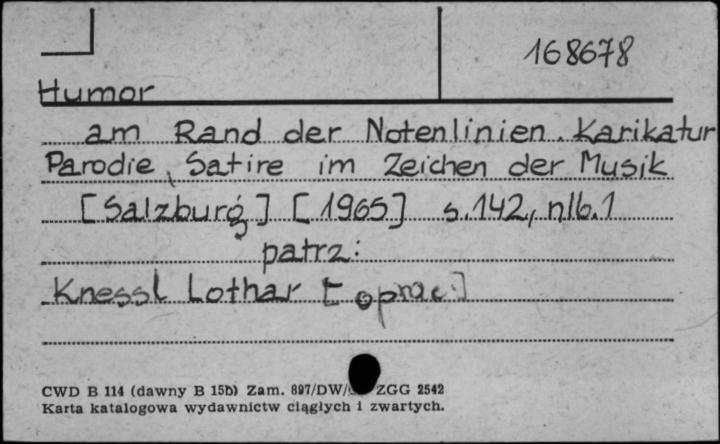 168678
Humor
am Rand der Notenlinien. Karikatur
Parodie, Satire im Zeichen der Musik
[Salzburg] [1965] s.142, nlb.1
patrz:
Knessl Lothar [oprac.]
CWD B 114 (dawny B 15b) Zam. 897/DW/ ZGG 2542
Karta katalogowa wydawnictw ciągłych i zwartych.